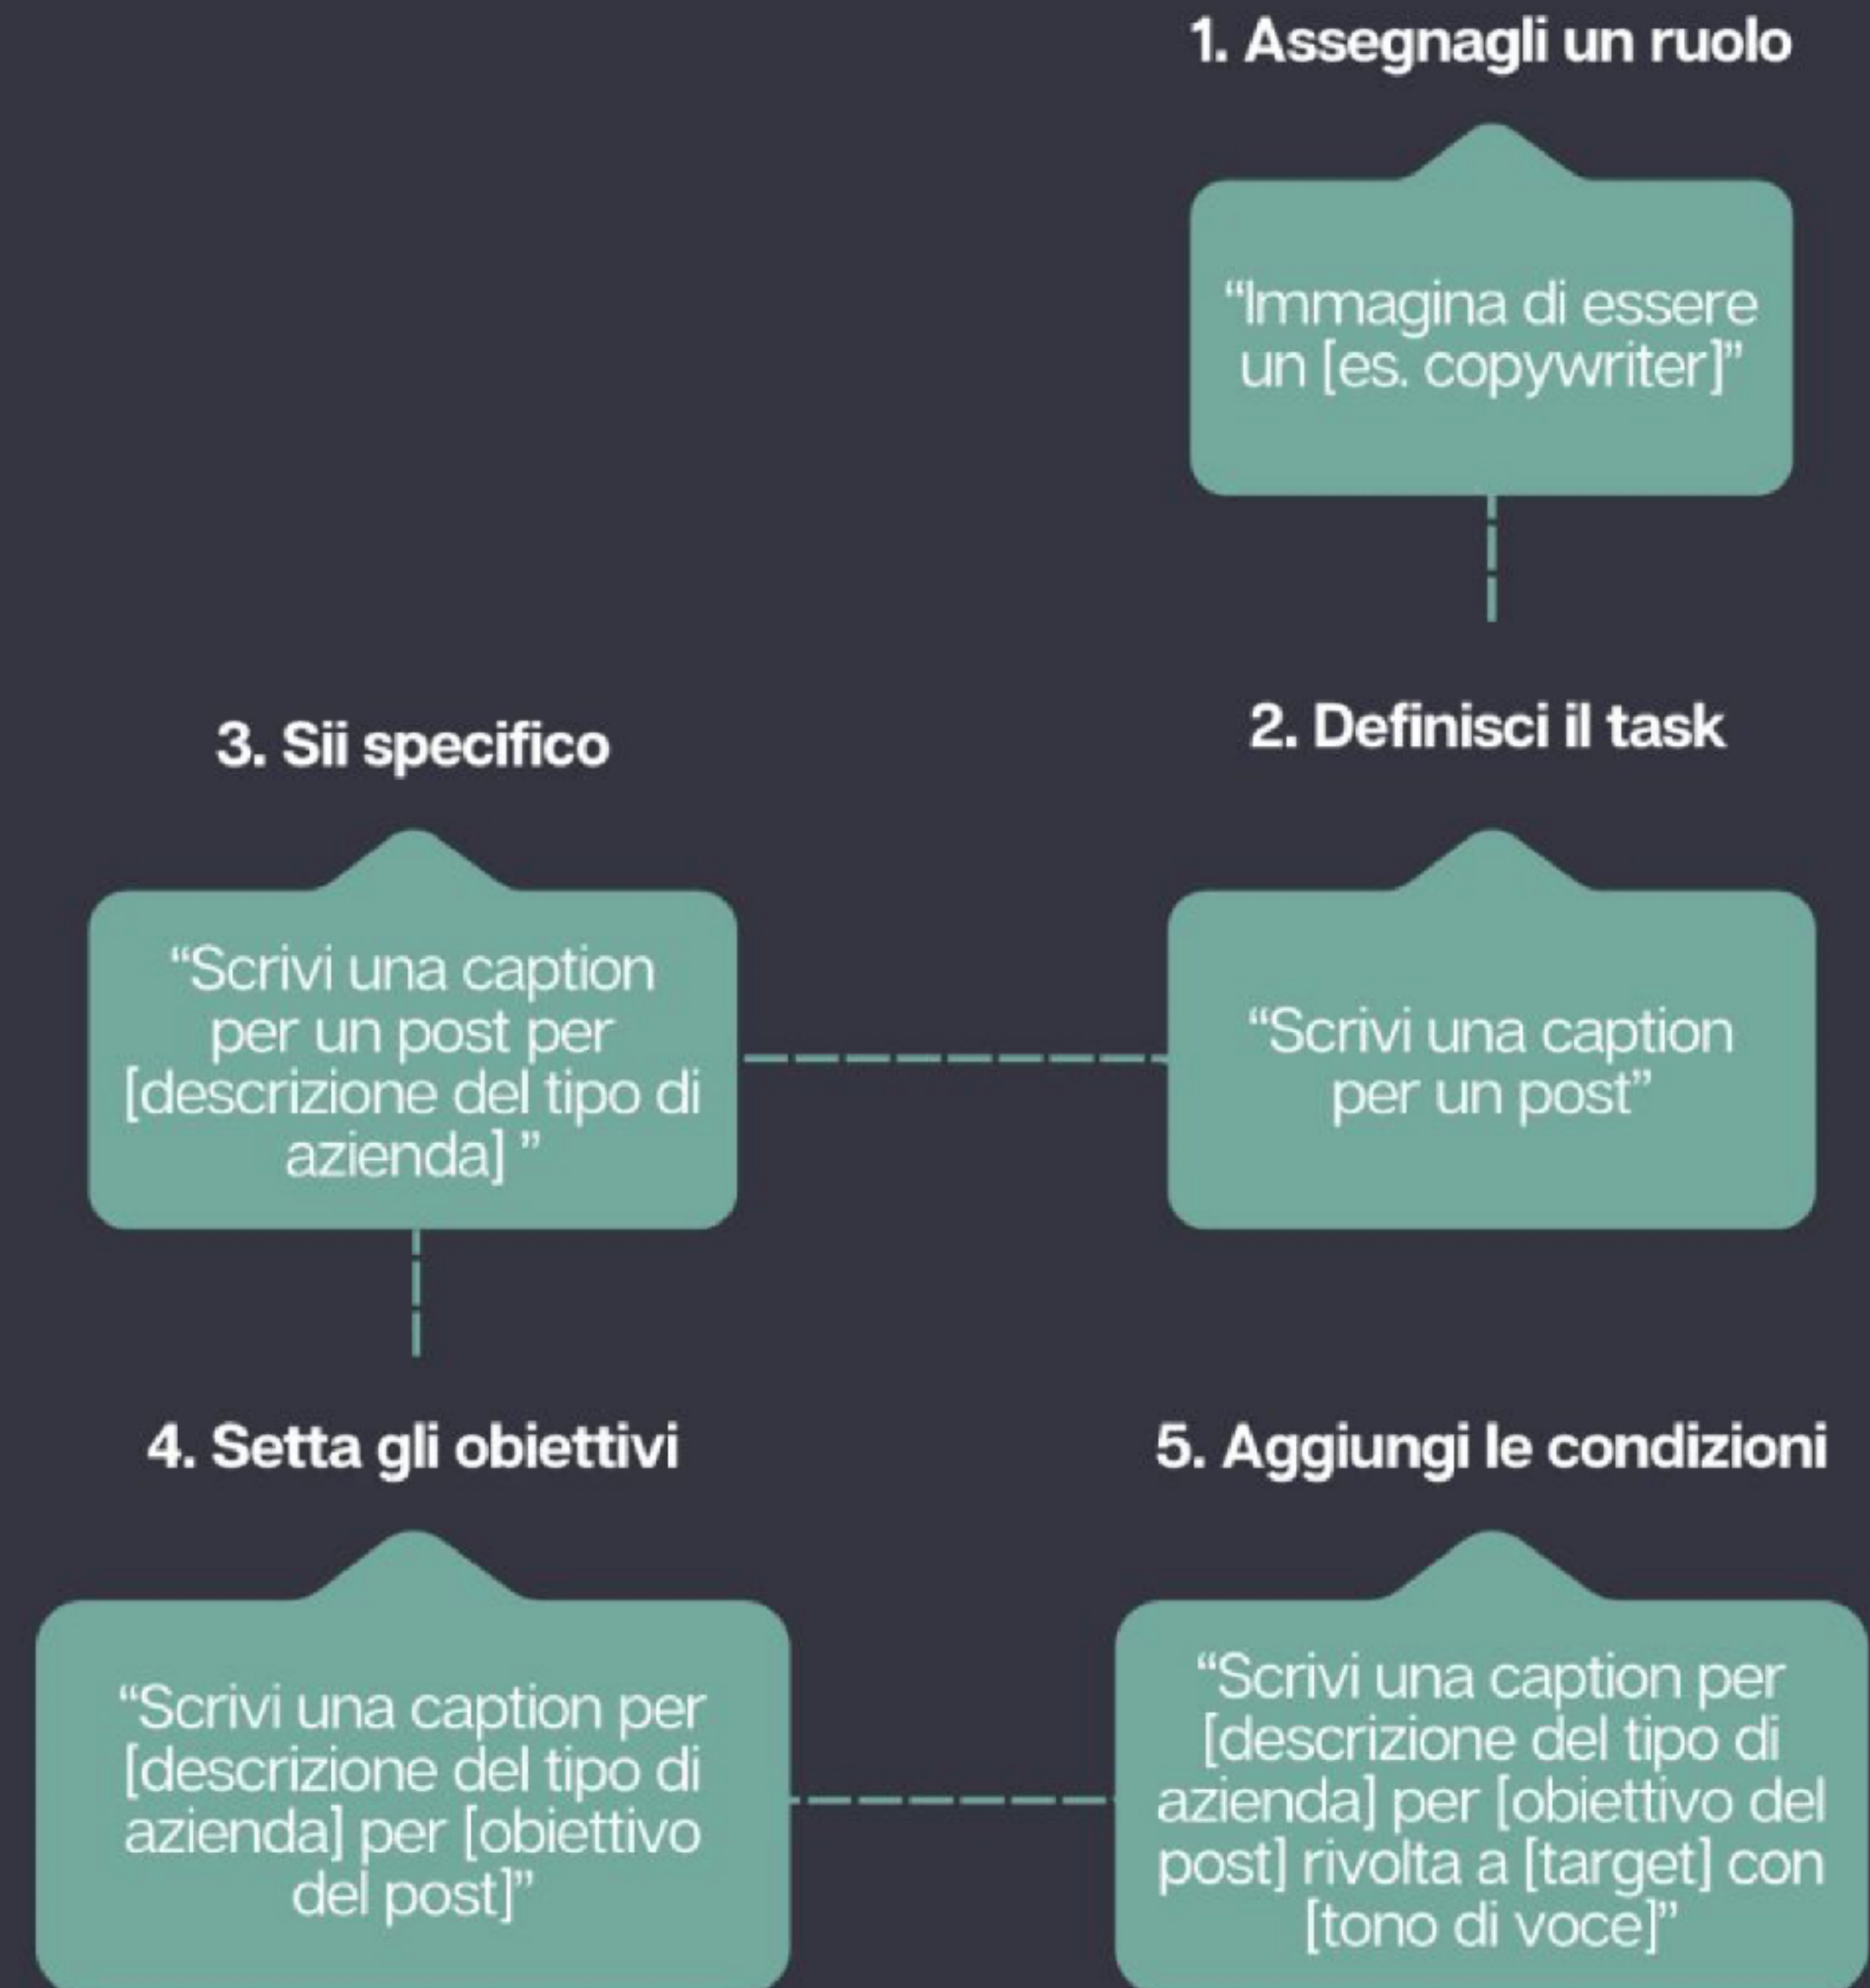 1. Assegnagli un ruolo
“Immagina di essere
un [es. copywriter]”
2. Definisci il task
“Scrivi una caption
per un post”
3. Sii specifico
“Scrivi una caption
per un post per
[descrizione del tipo di
azienda] ”
4. Setta gli obiettivi
“Scrivi una caption per
[descrizione del tipo di
azienda] per [obiettivo
del post]”
5. Aggiungi le condizioni
“Scrivi una caption per
[descrizione del tipo di
azienda] per [obiettivo del
post] rivolta a [target] con
[tono di voce]”